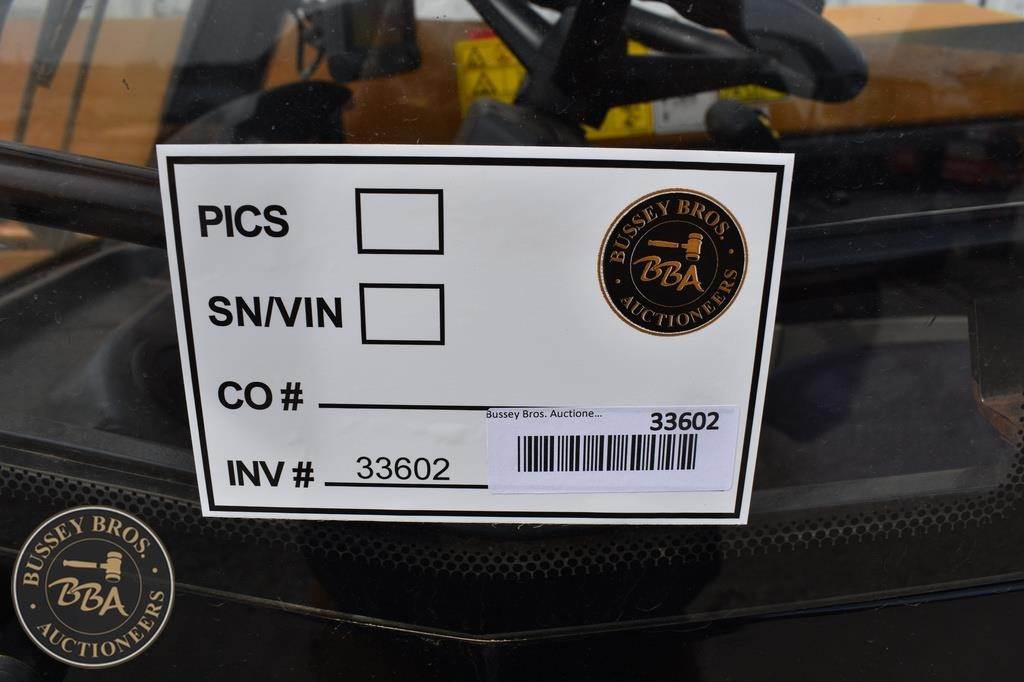 PICS
SN/VIN
CO #
INV # 33602
BUSSEY BROS.
BBA
AUCTIONEERS
Bussey Bros. Auctione...
33602
BUSSEY BROS.
BBA
AUCTIONEERS